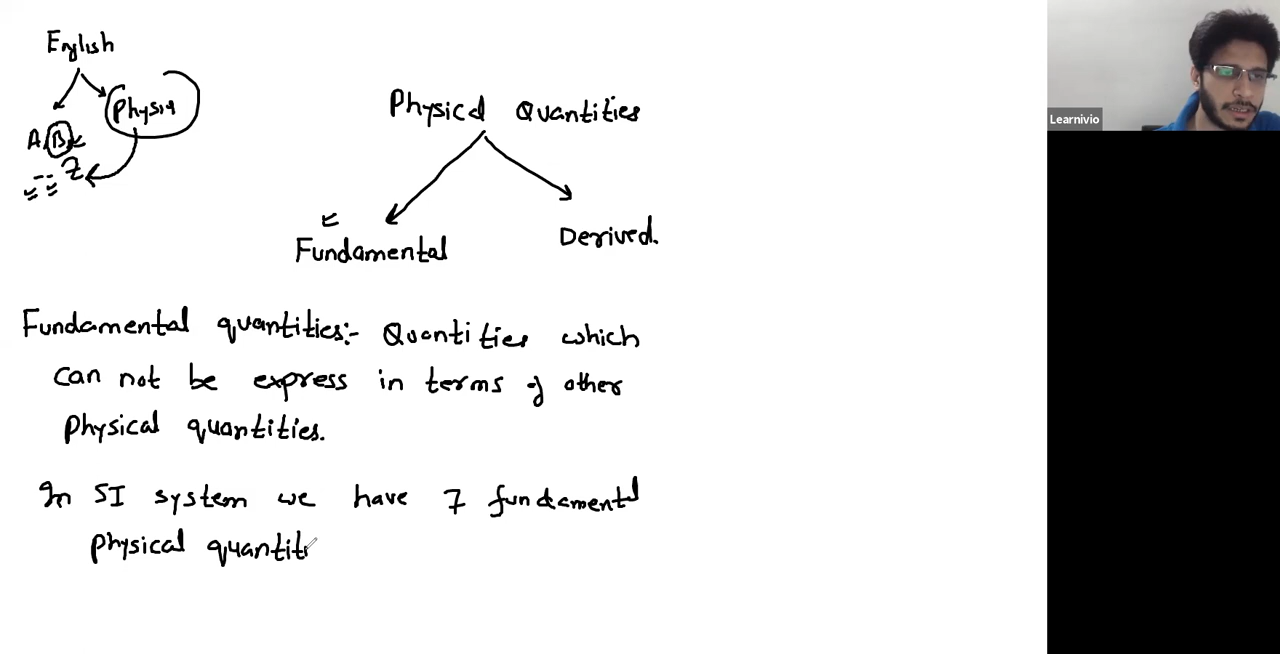 English
Physics
A, B,
-- Z
Physical Quantities
Fundamental
Derived.
Fundamental quantities:- Quantities which
can not be express in terms of other
Physical quantities.
In SI system we have 7 fundamental
physical quantiti
Learnivio